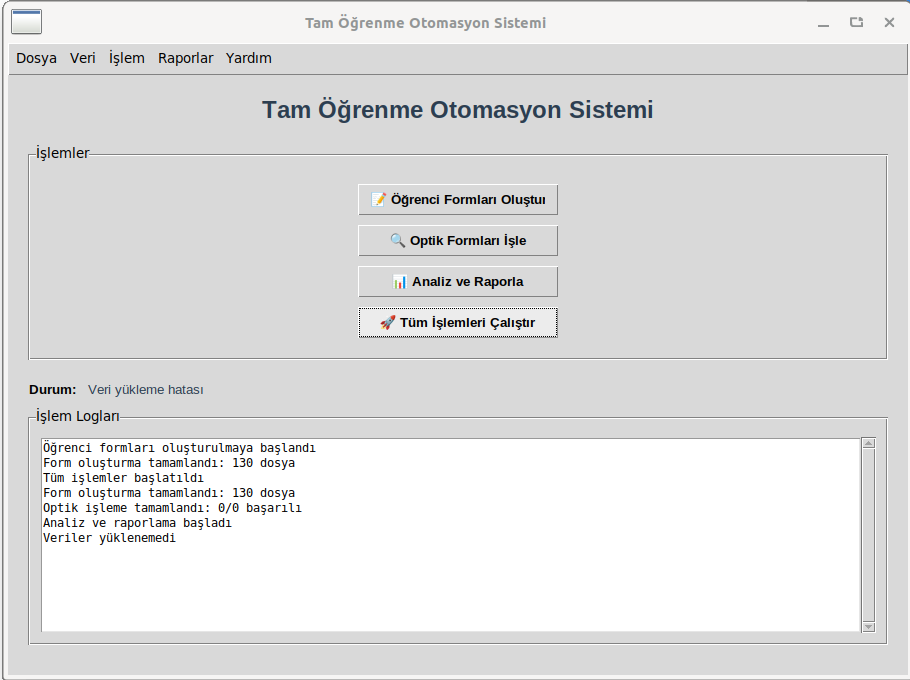 Tam Öğrenme Otomasyon Sistemi
Dosya Veri İşlem Raporlar Yardım
Tam Öğrenme Otomasyon Sistemi
İşlemler
📝 Öğrenci Formları Oluştur
🔍 Optik Formları İşle
📊 Analiz ve Raporla
🚀 Tüm İşlemleri Çalıştır
Durum: Veri yükleme hatası
İşlem Logları
Öğrenci formları oluşturulmaya başlandı
Form oluşturma tamamlandı: 130 dosya
Tüm işlemler başlatıldı
Form oluşturma tamamlandı: 130 dosya
Optik işleme tamamlandı: 0/0 başarılı
Analiz ve raporlama başladı
Veriler yüklenemedi